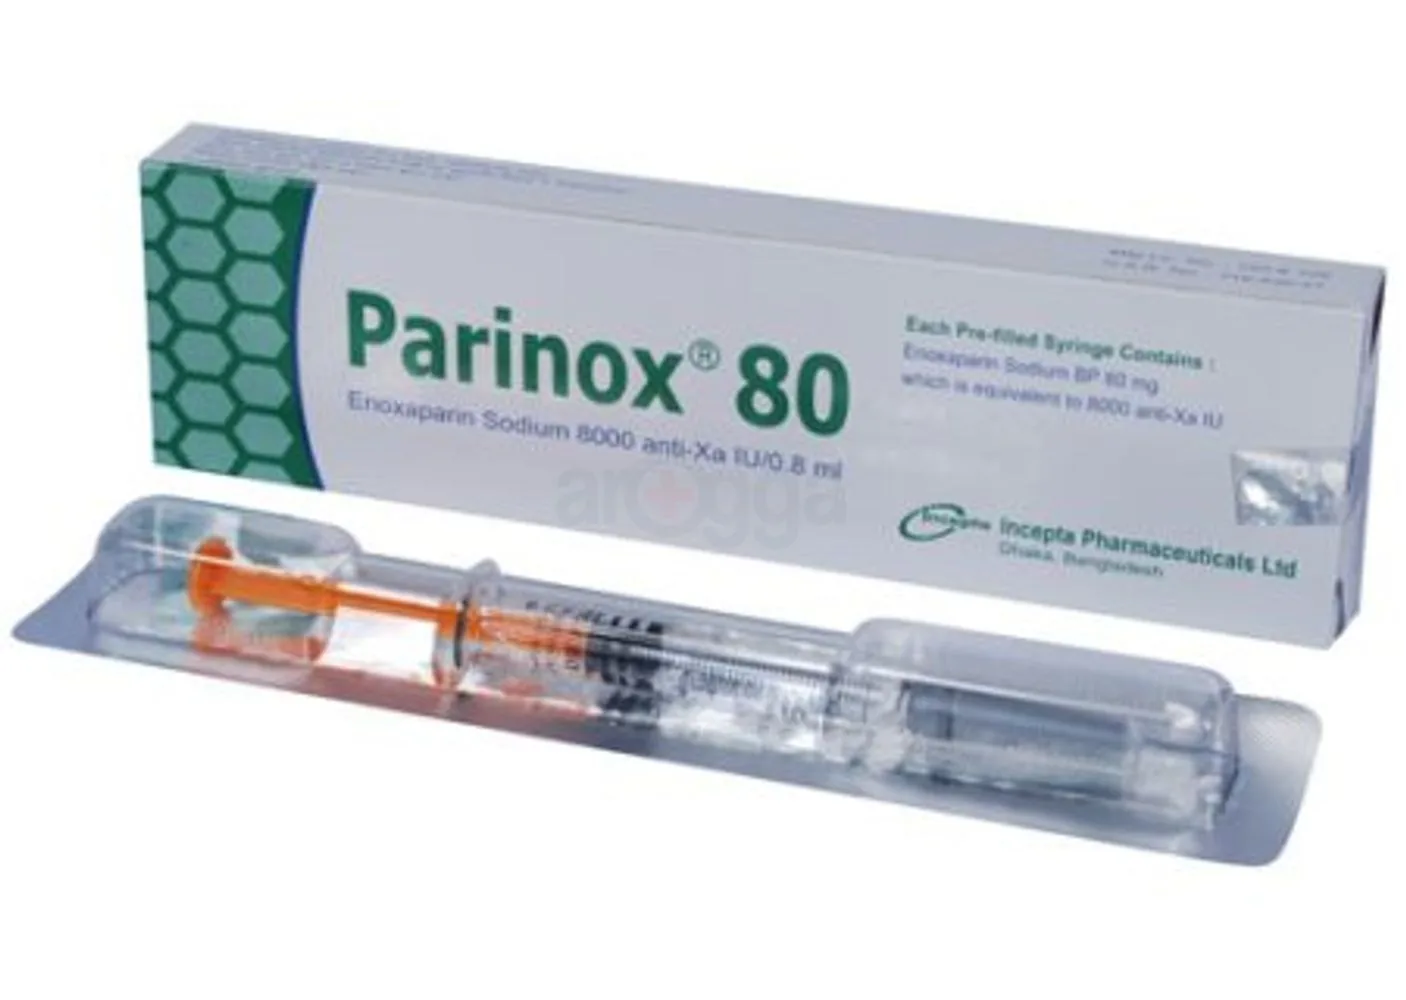 Parinox® 80
Enoxaparin Sodium 8000 anti-Xa IU/0.8 ml
Each Pre-filled Syringe Contains :
Enoxaparin Sodium BP 80 mg
which is equivalent to 8000 anti-Xa IU
Incepta
Incepta Pharmaceuticals Ltd
Dhaka, Bangladesh
arogga